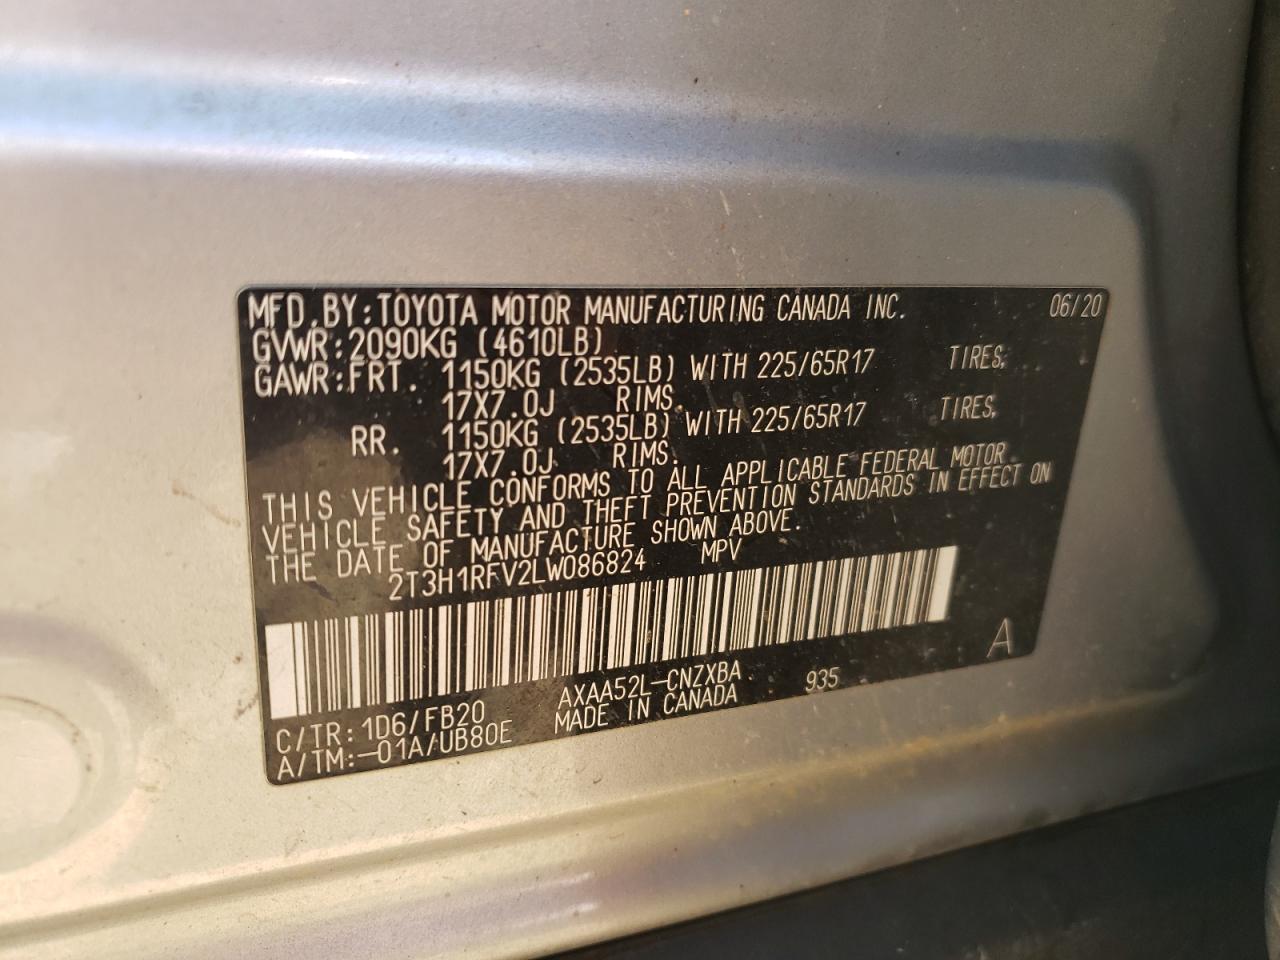 MFD.BY:TOYOTA MOTOR MANUFACTURING CANADA INC. 06/20
GVWR:2090KG (4610LB)
GAWR:FRT. 1150KG (2535LB) WITH 225/65R17 TIRES,
17X7.0J RIMS.
RR. 1150KG (2535LB) WITH 225/65R17 TIRES,
17X7.0J RIMS.
THIS VEHICLE CONFORMS TO ALL APPLICABLE FEDERAL MOTOR
VEHICLE SAFETY AND THEFT PREVENTION STANDARDS IN EFFECT ON
THE DATE OF MANUFACTURE SHOWN ABOVE.
2T3H1RFV2LW086824 MPV
A
C/TR: 1D6/FB20 AXAA52L-CNZXBA 935
A/TM:-01A/UB80E MADE IN CANADA